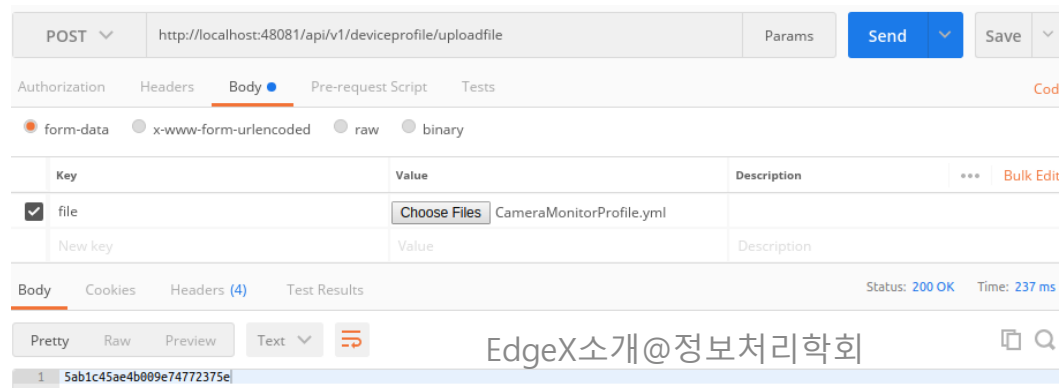 POST http://localhost:48081/api/v1/deviceprofile/uploadfile Params Send Save
Authorization Headers Body Pre-request Script Tests Cod
form-data x-www-form-urlencoded raw binary
Key Value Description Bulk Edit
file Choose Files CameraMonitorProfile.yml
New key Value Description
Body Cookies Headers (4) Test Results Status: 200 OK Time: 237 ms
Pretty Raw Preview Text
EdgeX소개@정보처리학회
1 5ab1c45ae4b009e74772375e